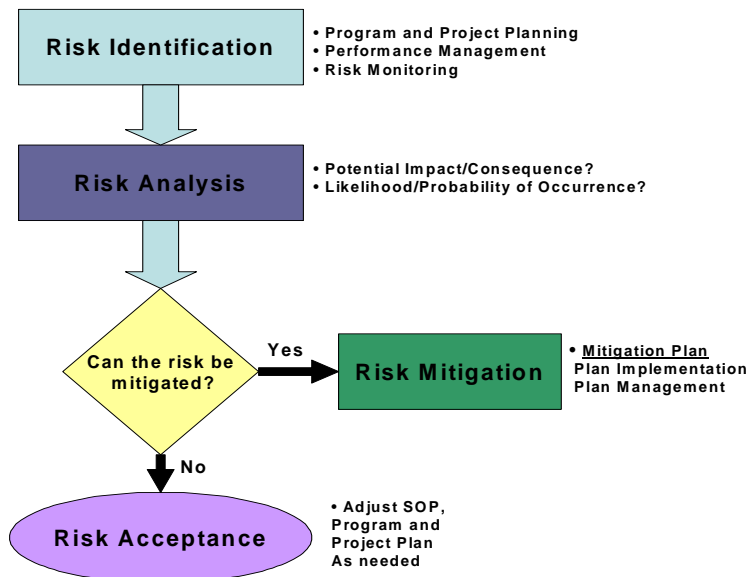 Risk Identification
• Program and Project Planning
• Performance Management
• Risk Monitoring
Risk Analysis
• Potential Impact/Consequence?
• Likelihood/Probability of Occurrence?
Can the risk be
mitigated?
Yes
Risk Mitigation
• Mitigation Plan
Plan Implementation
Plan Management
No
Risk Acceptance
• Adjust SOP,
Program and
Project Plan
As needed